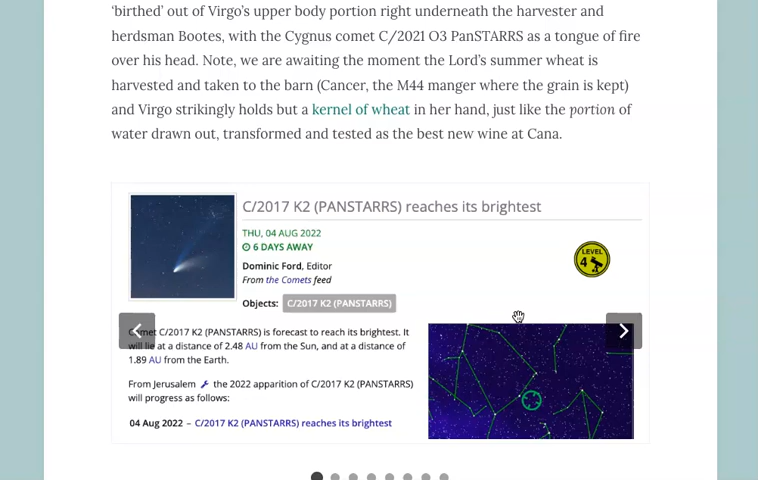 'birthed' out of Virgo's upper body portion right underneath the harvester and
herdsman Bootes, with the Cygnus comet C/2021 O3 PanSTARRS as a tongue of fire
over his head. Note, we are awaiting the moment the Lord's summer wheat is
harvested and taken to the barn (Cancer, the M44 manger where the grain is kept)
and Virgo strikingly holds but a kernel of wheat in her hand, just like the portion of
water drawn out, transformed and tested as the best new wine at Cana.
C/2017 K2 (PANSTARRS) reaches its brightest
THU, 04 AUG 2022
6 DAYS AWAY
Dominic Ford, Editor
From the Comets feed
Objects: C/2017 K2 (PANSTARRS)
LEVEL
4
Comet C/2017 K2 (PANSTARRS) is forecast to reach its brightest. It
will lie at a distance of 2.48 AU from the Sun, and at a distance of
1.89 AU from the Earth.
From Jerusalem the 2022 apparition of C/2017 K2 (PANSTARRS)
will progress as follows:
04 Aug 2022 – C/2017 K2 (PANSTARRS) reaches its brightest